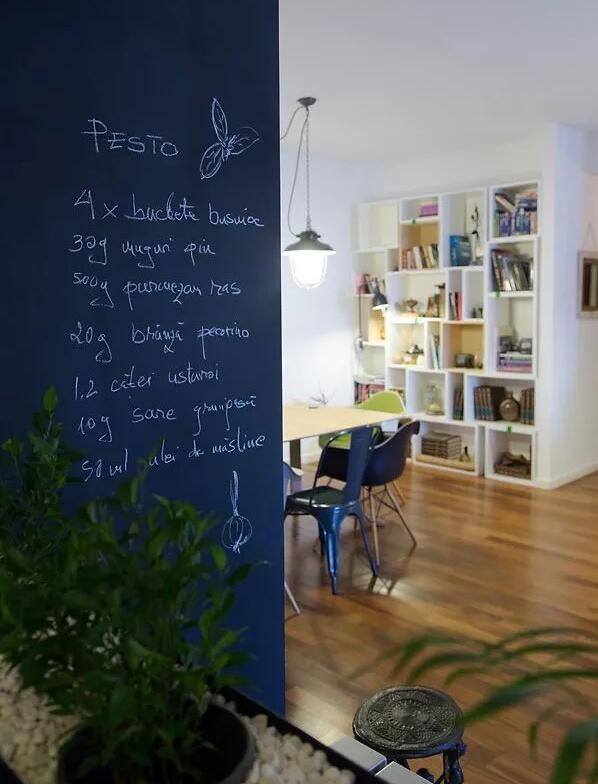 PESTO
4 x buchete busuioc
30g muguri pin
500g parmezan ras
20g brânză pecorino
1,2 căței usturoi
10g sare grunjoasă
50 ml ulei de măsline